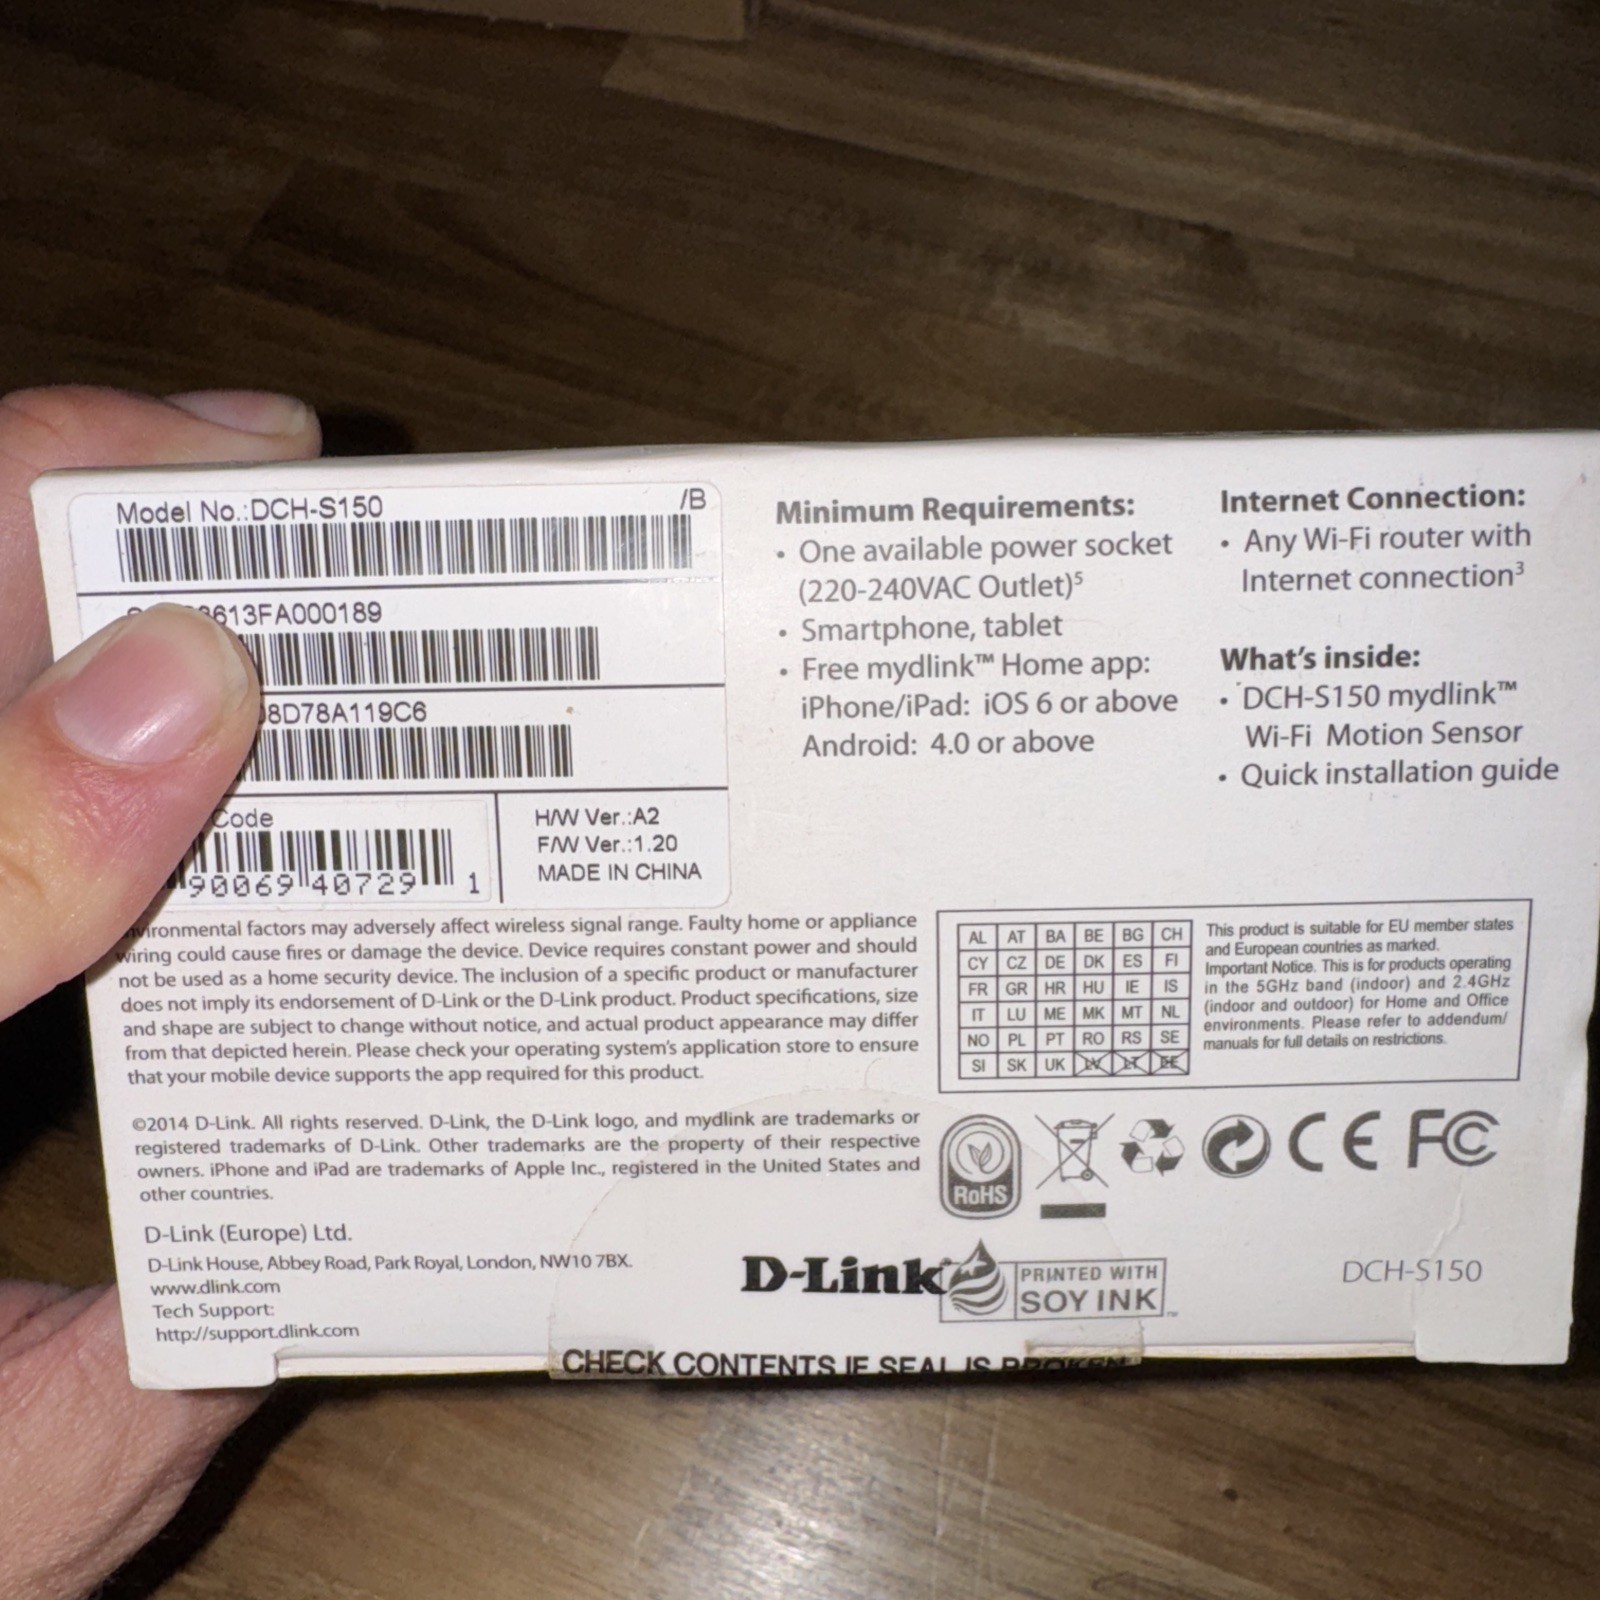 Model No.:DCH-S150 /B
613FA000189
8D78A119C6
Code
90069 40729 1
H/W Ver.:A2
F/W Ver.:1.20
MADE IN CHINA
Minimum Requirements:
• One available power socket
(220-240VAC Outlet)5
• Smartphone, tablet
• Free mydlink™ Home app:
iPhone/iPad: iOS 6 or above
Android: 4.0 or above
Internet Connection:
• Any Wi-Fi router with
Internet connection3
What's inside:
• DCH-S150 mydlink™
Wi-Fi Motion Sensor
• Quick installation guide
vironmental factors may adversely affect wireless signal range. Faulty home or appliance
wiring could cause fires or damage the device. Device requires constant power and should
not be used as a home security device. The inclusion of a specific product or manufacturer
does not imply its endorsement of D-Link or the D-Link product. Product specifications, size
and shape are subject to change without notice, and actual product appearance may differ
from that depicted herein. Please check your operating system's application store to ensure
that your mobile device supports the app required for this product.
AL AT BA BE BG CH
CY CZ DE DK ES FI
FR GR HR HU IE IS
IT LU ME MK MT NL
NO PL PT RO RS SE
SI SK UK LV LT EE
This product is suitable for EU member states
and European countries as marked.
Important Notice. This is for products operating
in the 5GHz band (indoor) and 2.4GHz
(indoor and outdoor) for Home and Office
environments. Please refer to addendum/
manuals for full details on restrictions.
©2014 D-Link. All rights reserved. D-Link, the D-Link logo, and mydlink are trademarks or
registered trademarks of D-Link. Other trademarks are the property of their respective
owners. iPhone and iPad are trademarks of Apple Inc., registered in the United States and
other countries.
RoHS
CE FC
D-Link (Europe) Ltd.
D-Link House, Abbey Road, Park Royal, London, NW10 7BX.
www.dlink.com
Tech Support:
http://support.dlink.com
D-Link
PRINTED WITH
SOY INK™
DCH-S150
CHECK CONTENTS IF SEAL IS BROKEN